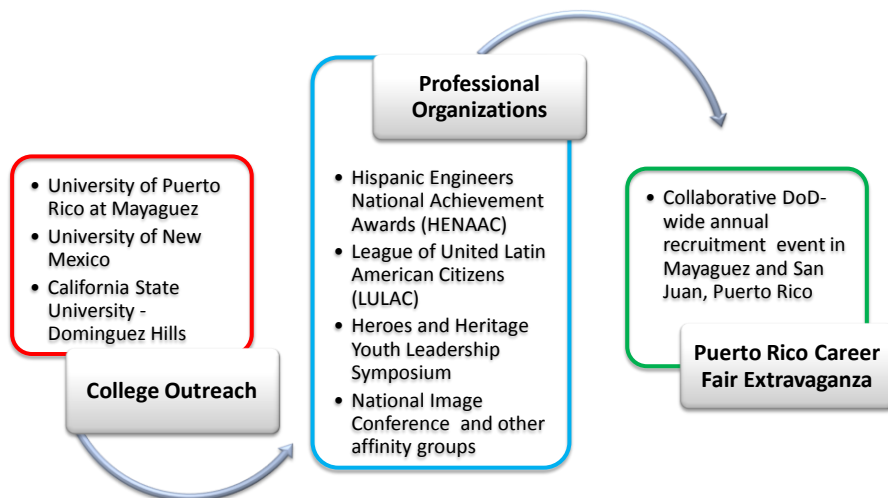 • University of Puerto
Rico at Mayaguez
• University of New
Mexico
• California State
University -
Dominguez Hills
College Outreach
Professional
Organizations
• Hispanic Engineers
National Achievement
Awards (HENAAC)
• League of United Latin
American Citizens
(LULAC)
• Heroes and Heritage
Youth Leadership
Symposium
• National Image
Conference and other
affinity groups
• Collaborative DoD-
wide annual
recruitment event in
Mayaguez and San
Juan, Puerto Rico
Puerto Rico Career
Fair Extravaganza